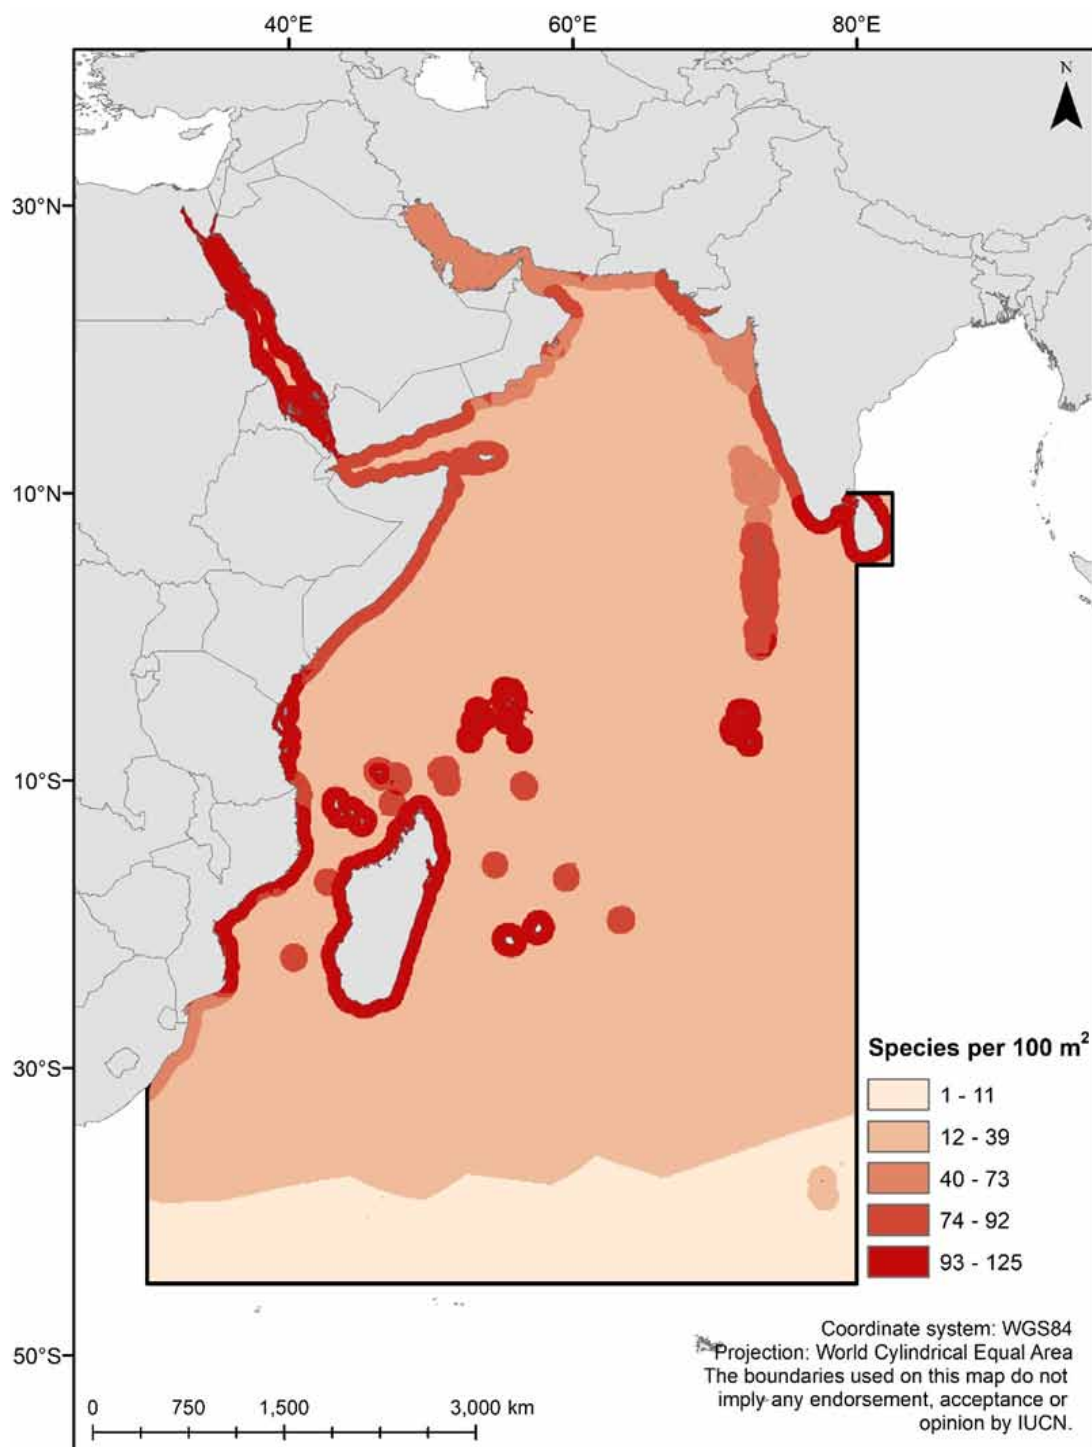 40°E 60°E 80°E
N
30°N
10°N
10°S
30°S
50°S
Species per 100 m²
1 - 11
12 - 39
40 - 73
74 - 92
93 - 125
Coordinate system: WGS84
Projection: World Cylindrical Equal Area
The boundaries used on this map do not
imply any endorsement, acceptance or
opinion by IUCN.
0 750 1,500 3,000 km